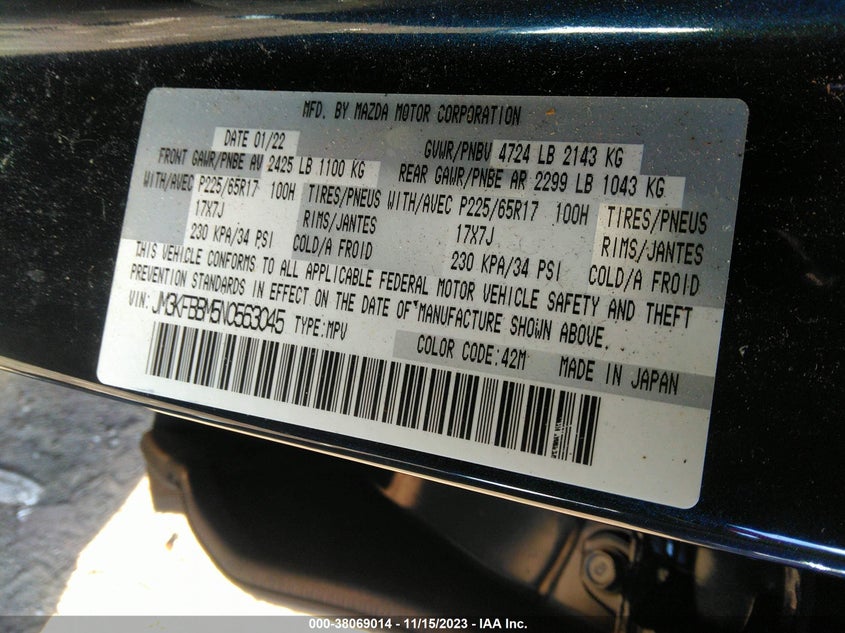 MFD. BY MAZDA MOTOR CORPORATION
DATE 01/22 GVWR/PNBV 4724 LB 2143 KG
FRONT GAWR/PNBE AV 2425 LB 1100 KG REAR GAWR/PNBE AR 2299 LB 1043 KG
WITH/AVEC P225/65R17 100H TIRES/PNEUS WITH/AVEC P225/65R17 100H TIRES/PNEUS
17X7J RIMS/JANTES 17X7J RIMS/JANTES
230 KPA/34 PSI COLD/A FROID 230 KPA/34 PSI COLD/A FROID
THIS VEHICLE CONFORMS TO ALL APPLICABLE FEDERAL MOTOR VEHICLE SAFETY AND THEFT
PREVENTION STANDARDS IN EFFECT ON THE DATE OF MANUFACTURE SHOWN ABOVE.
VIN: JM3KFBBM5N0563045 TYPE:MPV
COLOR CODE:42M MADE IN JAPAN
000-38069014 - 11/15/2023 - IAA Inc.